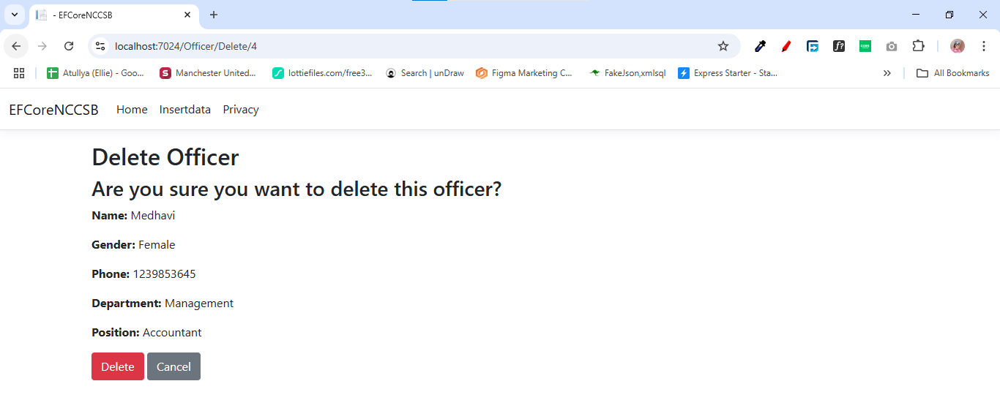 - EFCoreNCCSB
localhost:7024/Officer/Delete/4
f?
Atullya (Ellie) - Goo... Manchester United... lottiefiles.com/free3... Search | unDraw Figma Marketing C... FakeJson,xmlsql Express Starter - Sta... All Bookmarks
EFCoreNCCSB Home Insertdata Privacy
Delete Officer
Are you sure you want to delete this officer?
Name: Medhavi
Gender: Female
Phone: 1239853645
Department: Management
Position: Accountant
Delete Cancel